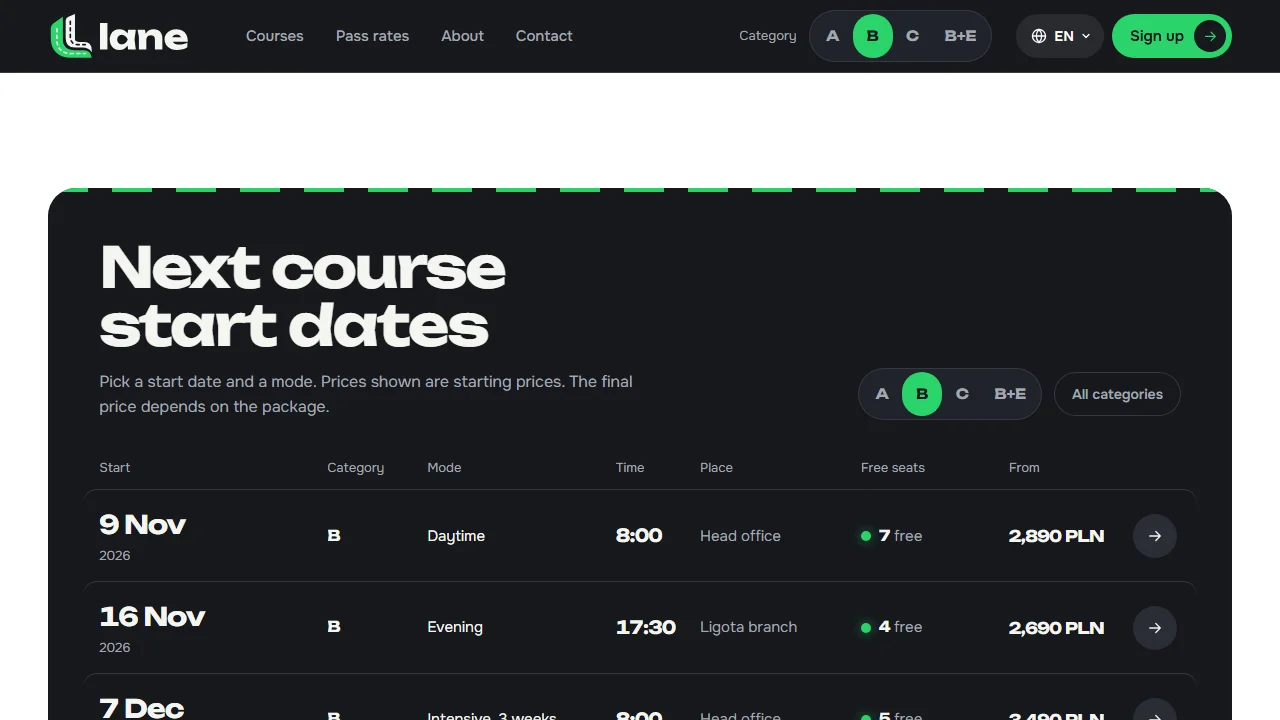 lane Courses Pass rates About Contact Category A B C B+E EN Sign up
Next course
start dates
Pick a start date and a mode. Prices shown are starting prices. The final
price depends on the package.
A B C B+E All categories
Start Category Mode Time Place Free seats From
9 Nov
2026
B Daytime 8:00 Head office 7 free 2,890 PLN
16 Nov
2026
B Evening 17:30 Ligota branch 4 free 2,690 PLN
7 Dec
B Intensive, 3 weeks 8:00 Head office 5 free 3,490 PLN